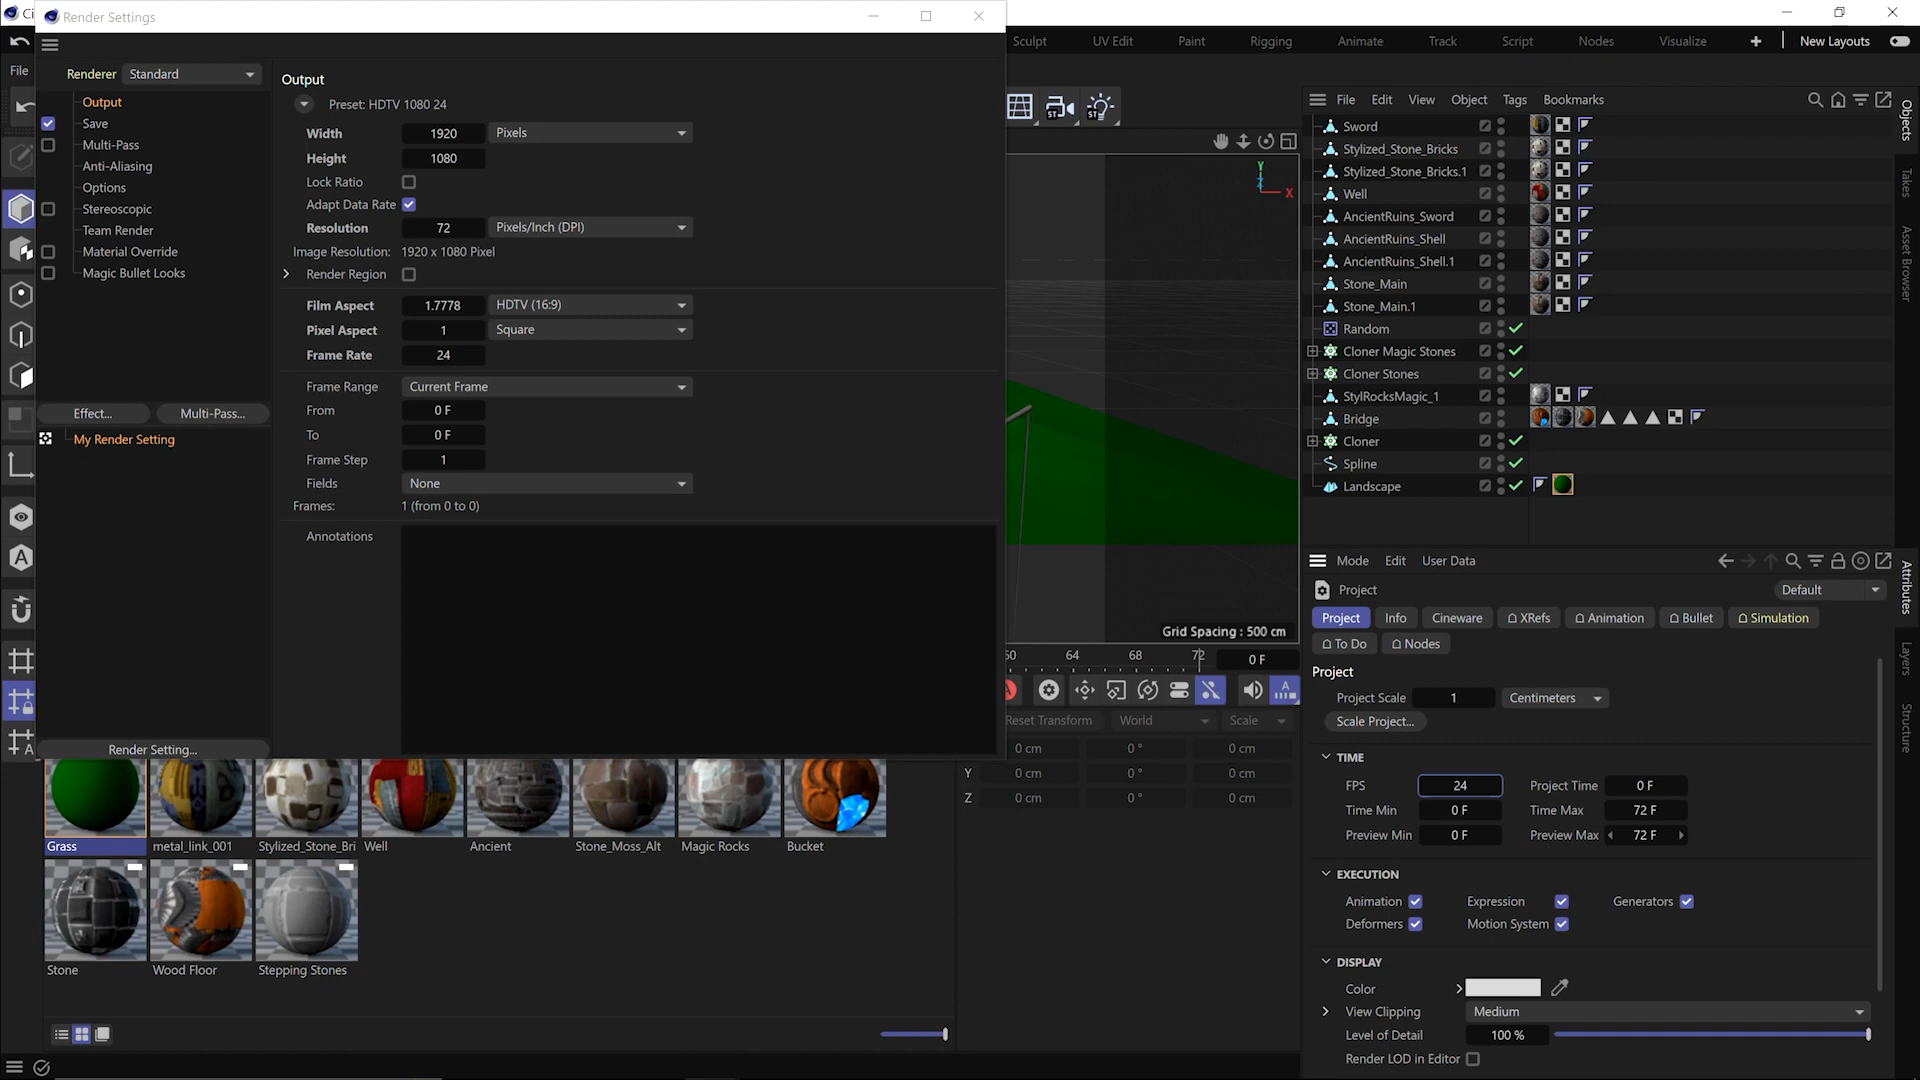 Ci
Render Settings
Sculpt
UV Edit
Paint
Rigging
Animate
Track
Script
Nodes
Visualize
New Layouts
File
Renderer
Standard
Output
Save
Multi-Pass
Anti-Aliasing
Options
Stereoscopic
Team Render
Material Override
Magic Bullet Looks
Effect...
Multi-Pass...
My Render Setting
Render Setting...
Output
Preset: HDTV 1080 24
Width 1920 Pixels
Height 1080
Lock Ratio
Adapt Data Rate
Resolution 72 Pixels/Inch (DPI)
Image Resolution: 1920 x 1080 Pixel
Render Region
Film Aspect 1.7778 HDTV (16:9)
Pixel Aspect 1 Square
Frame Rate 24
Frame Range Current Frame
From 0 F
To 0 F
Frame Step 1
Fields None
Frames: 1 (from 0 to 0)
Annotations
ST ST
Y
Z
X
Grid Spacing : 500 cm
60 64 68 72 0 F
Reset Transform World Scale
0 cm 0 ° 0 cm
Y 0 cm 0 ° 0 cm
Z 0 cm 0 ° 0 cm
Grass
metal_link_001
Stylized_Stone_Bri
Well
Ancient
Stone_Moss_Alt
Magic Rocks
Bucket
Stone
Wood Floor
Stepping Stones
File Edit View Object Tags Bookmarks
Sword
Stylized_Stone_Bricks
Stylized_Stone_Bricks.1
Well
AncientRuins_Sword
AncientRuins_Shell
AncientRuins_Shell.1
Stone_Main
Stone_Main.1
Random
Cloner Magic Stones
Cloner Stones
StylRocksMagic_1
Bridge
Cloner
Spline
Landscape
Objects
Takes
Asset Browser
Mode Edit User Data
Project
Default
Project Info Cineware XRefs Animation Bullet Simulation
To Do Nodes
Project
Project Scale 1 Centimeters
Scale Project...
TIME
FPS 24 Project Time 0 F
Time Min 0 F Time Max 72 F
Preview Min 0 F Preview Max 72 F
EXECUTION
Animation Expression Generators
Deformers Motion System
DISPLAY
Color
View Clipping Medium
Level of Detail 100 %
Render LOD in Editor
Attributes
Layers
Structure